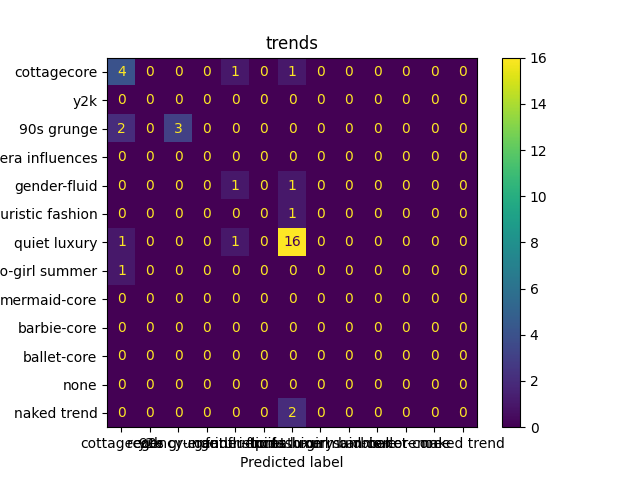 trends
cottagecore 4 0 0 0 1 0 1 0 0 0 0 0 0
y2k 0 0 0 0 0 0 0 0 0 0 0 0 0
90s grunge 2 0 3 0 0 0 0 0 0 0 0 0 0
era influences 0 0 0 0 0 0 0 0 0 0 0 0 0
gender-fluid 0 0 0 0 1 0 1 0 0 0 0 0 0
uristic fashion 0 0 0 0 0 0 1 0 0 0 0 0 0
quiet luxury 1 0 0 0 1 0 16 0 0 0 0 0 0
o-girl summer 1 0 0 0 0 0 0 0 0 0 0 0 0
mermaid-core 0 0 0 0 0 0 0 0 0 0 0 0 0
barbie-core 0 0 0 0 0 0 0 0 0 0 0 0 0
ballet-core 0 0 0 0 0 0 0 0 0 0 0 0 0
none 0 0 0 0 0 0 0 0 0 0 0 0 0
naked trend 0 0 0 0 0 0 2 0 0 0 0 0 0
trend
Predicted label
16
14
12
10
8
6
4
2
0